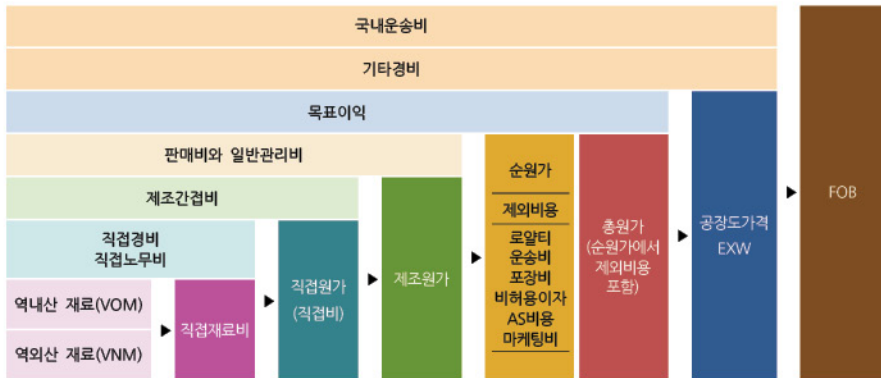 국내운송비
기타경비
목표이익
판매비와 일반관리비
제조간접비
직접경비
직접노무비
역내산 재료(VOM)
역외산 재료(VNM)
직접재료비
직접원가
(직접비)
제조원가
순원가
제외비용
로얄티
운송비
포장비
비허용이자
AS비용
마케팅비
총원가
(순원가에서
제외비용
포함)
공장도가격
EXW
FOB